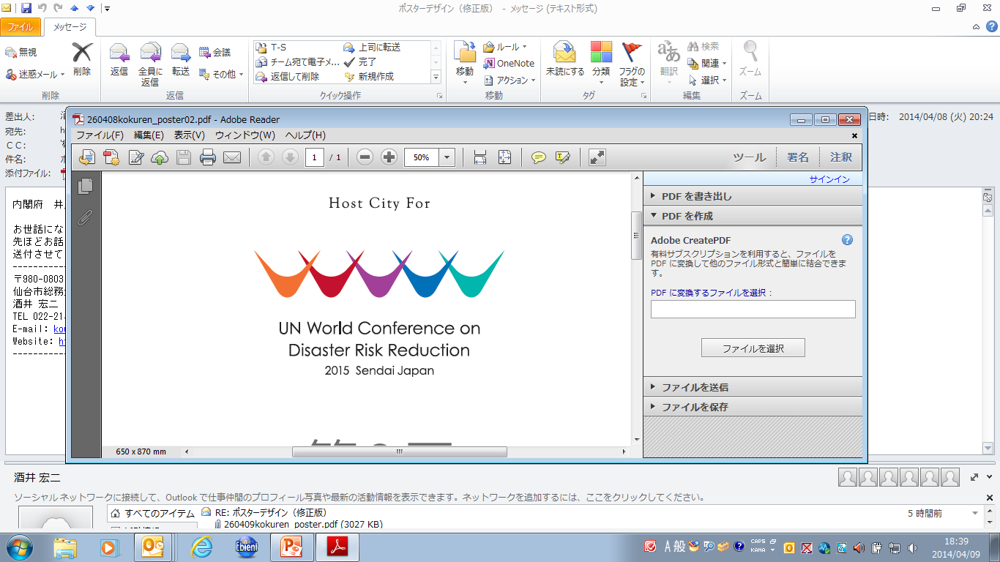 ポスターデザイン（修正版） - メッセージ (テキスト形式)
ファイル メッセージ
無視
迷惑メール
削除
返信
全員に返信
転送
会議
その他
T-S
チーム宛て電子メ...
返信して削除
上司に転送
完了
新規作成
移動
ルール
OneNote
アクション
未読にする
分類
フラグの設定
翻訳
検索
関連
選択
ズーム
削除 返信 クイック操作 移動 タグ 編集 ズーム
差出人:
日時: 2014/04/08 (火) 20:24
宛先:
ＣＣ:
件名:
添付ファイル:
260408kokuren_poster02.pdf - Adobe Reader
ファイル(F) 編集(E) 表示(V) ウィンドウ(W) ヘルプ(H)
1 / 1 50% ツール 署名 注釈
サインイン
Host City For
UN World Conference on
Disaster Risk Reduction
2015 Sendai Japan
650 x 870 mm
PDF を書き出し
PDF を作成
Adobe CreatePDF
有料サブスクリプションを利用すると、ファイルを
PDF に変換して他のファイル形式と簡単に結合できま
す。
PDF に変換するファイルを選択 :
ファイルを選択
ファイルを送信
ファイルを保存
内閣府
お世話にな
先ほどお話
送付させて
〒980-0803
仙台市総務
酒井 宏二
TEL 022-21
E-mail: ko
Website: h
酒井 宏二
ソーシャル ネットワークに接続して、Outlook で仕事仲間のプロフィール写真や最新の活動情報を表示できます。ネットワークを追加するには、ここをクリックしてください。
すべてのアイテム RE: ポスターデザイン（修正版） 5 時間前
260409kokuren_poster.pdf (3027 KB)
Ebient
A 般
CAPS
KANA
18:39
2014/04/09